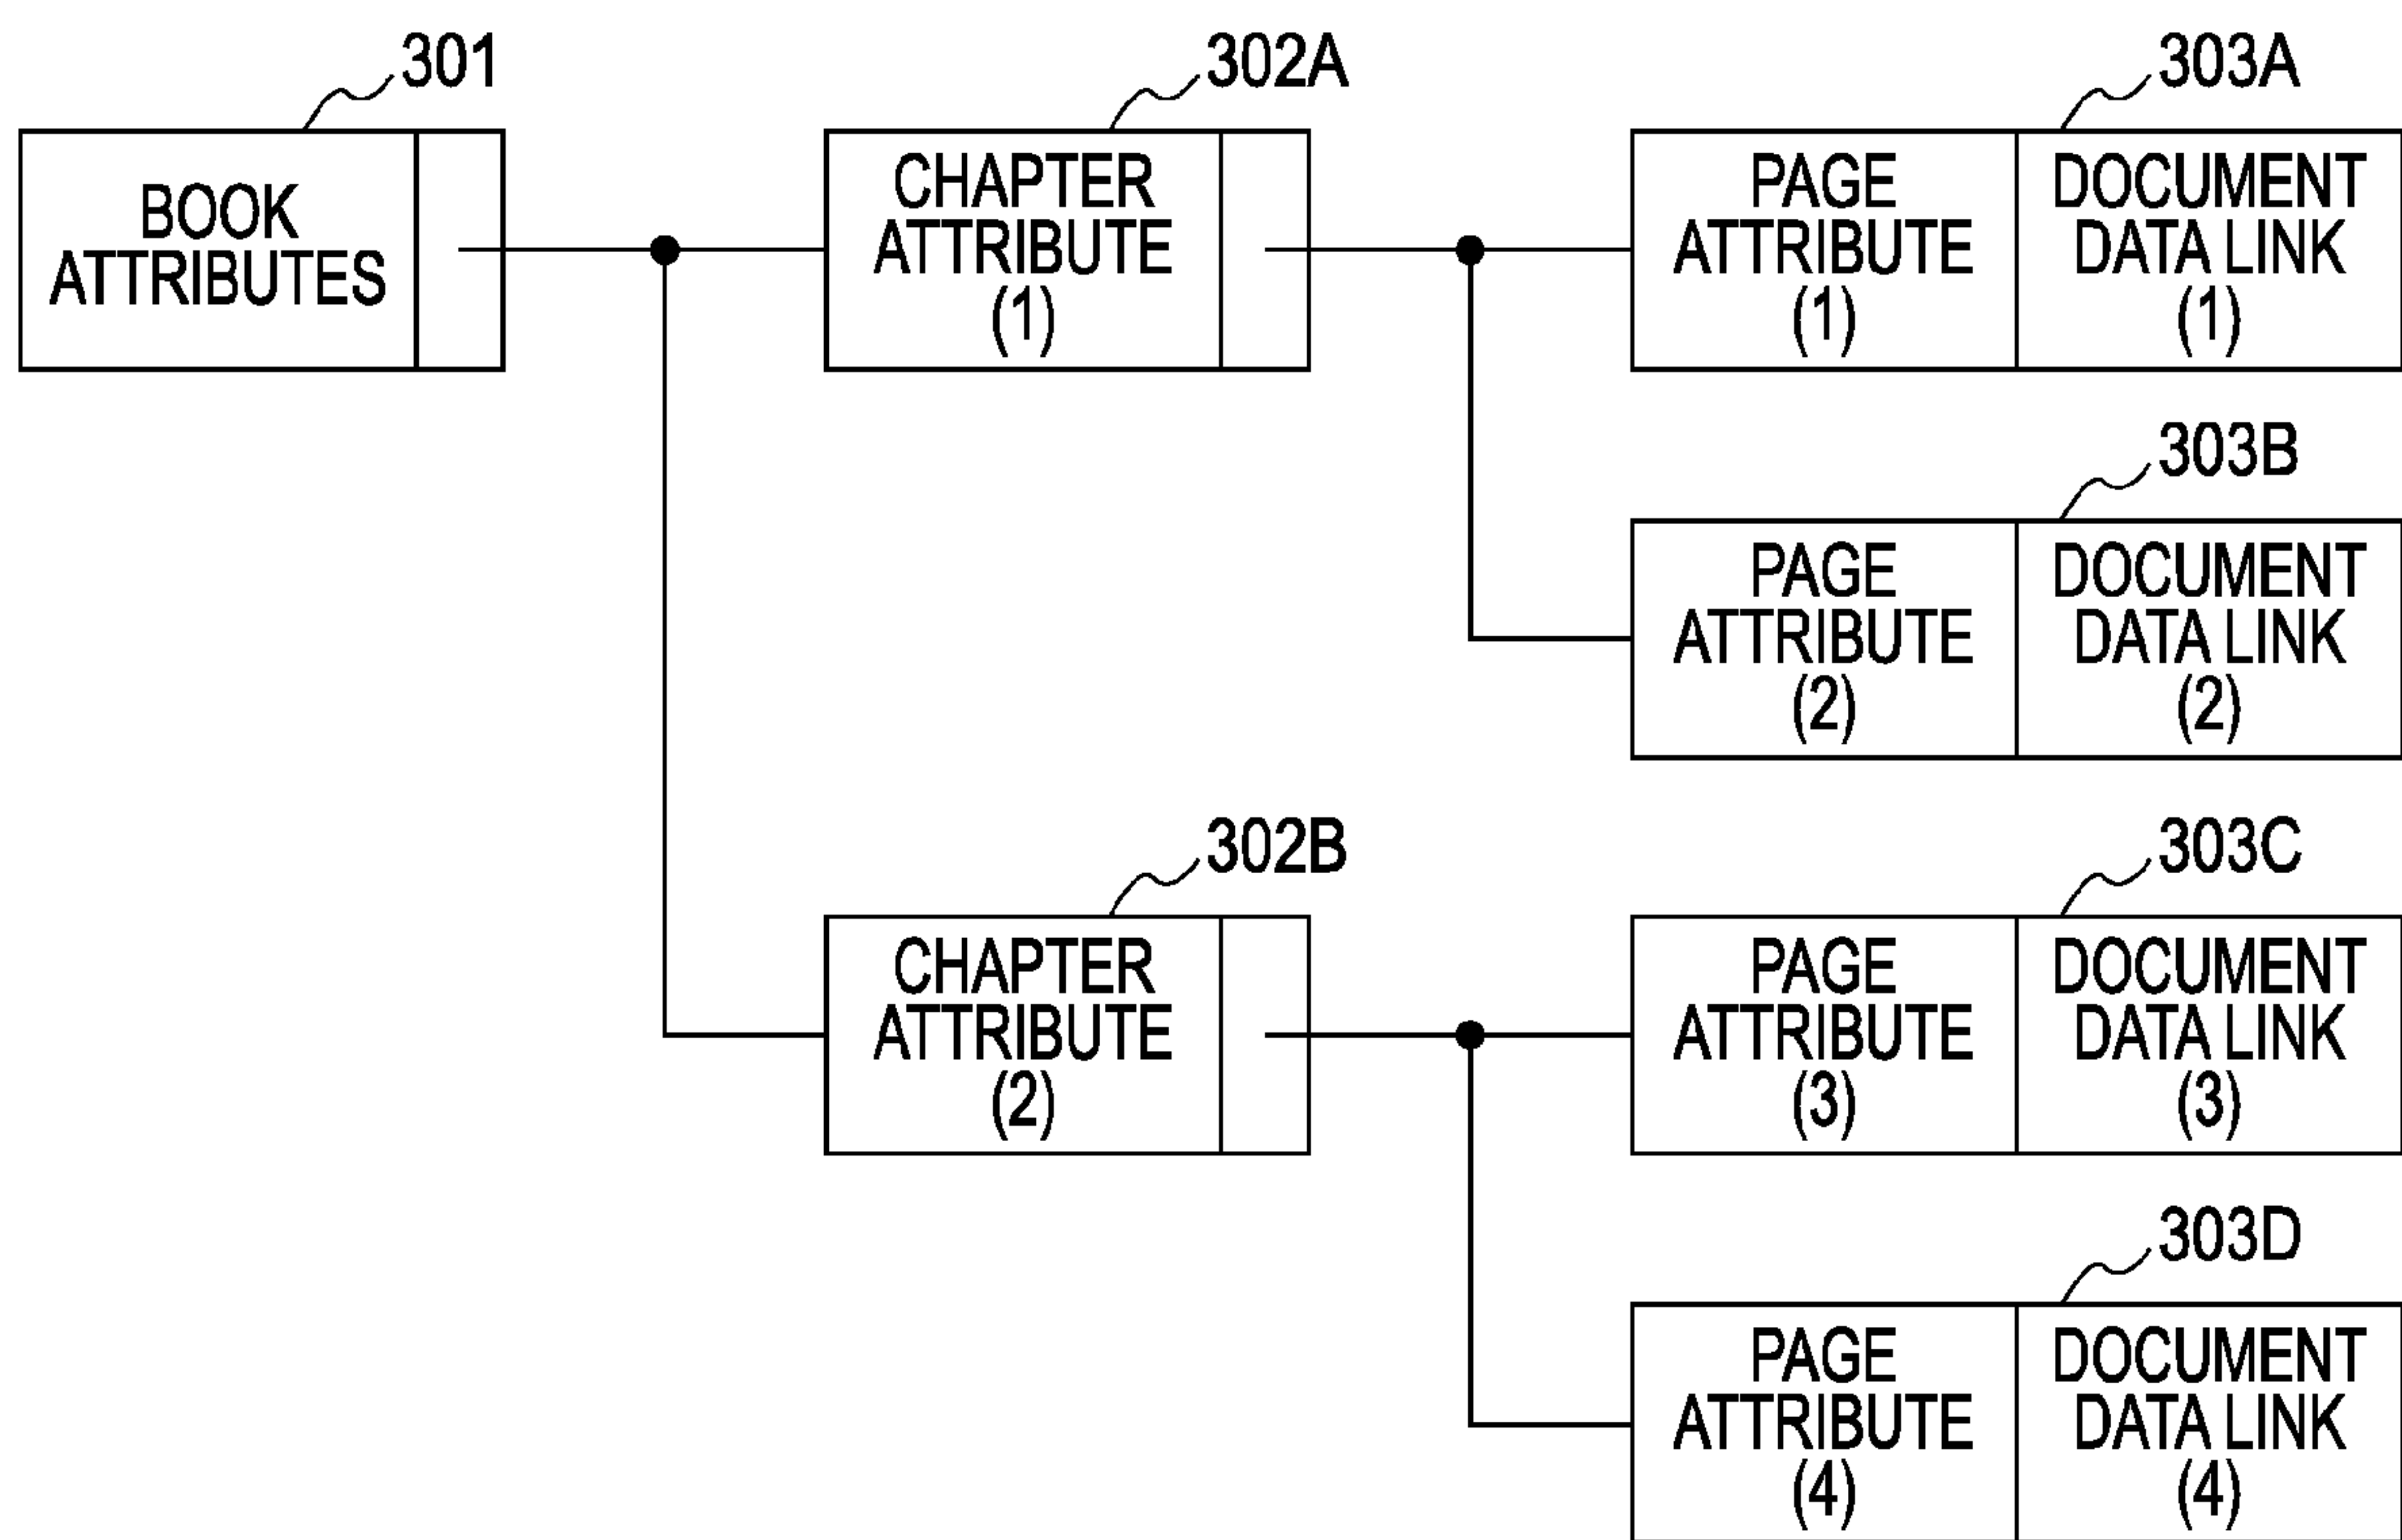 301
302A
303A
BOOK
ATTRIBUTES
CHAPTER
ATTRIBUTE
(1)
PAGE
ATTRIBUTE
(1)
DOCUMENT
DATA LINK
(1)
303B
PAGE
ATTRIBUTE
(2)
DOCUMENT
DATA LINK
(2)
302B
303C
CHAPTER
ATTRIBUTE
(2)
PAGE
ATTRIBUTE
(3)
DOCUMENT
DATA LINK
(3)
303D
PAGE
ATTRIBUTE
(4)
DOCUMENT
DATA LINK
(4)